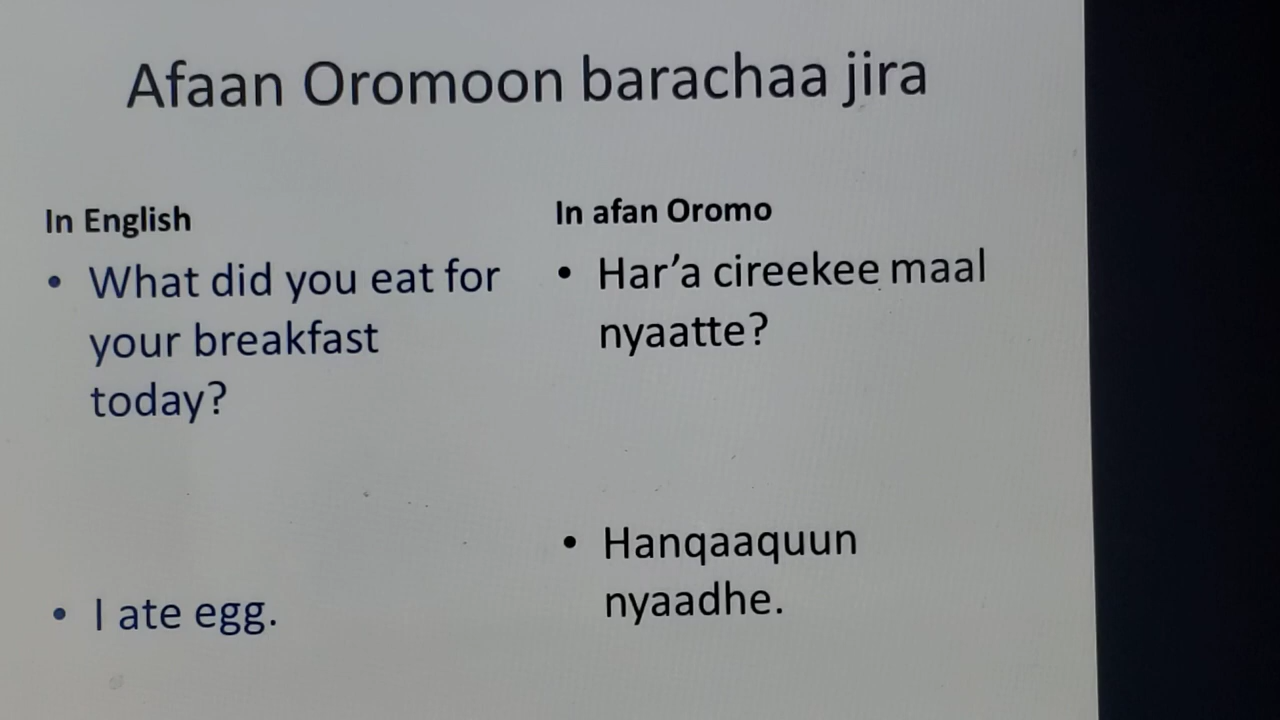 Afaan Oromoon barachaa jira
In English
• What did you eat for
your breakfast
today?
• I ate egg.
In afan Oromo
• Har’a cireekee maal
nyaatte?
• Hanqaaquun
nyaadhe.